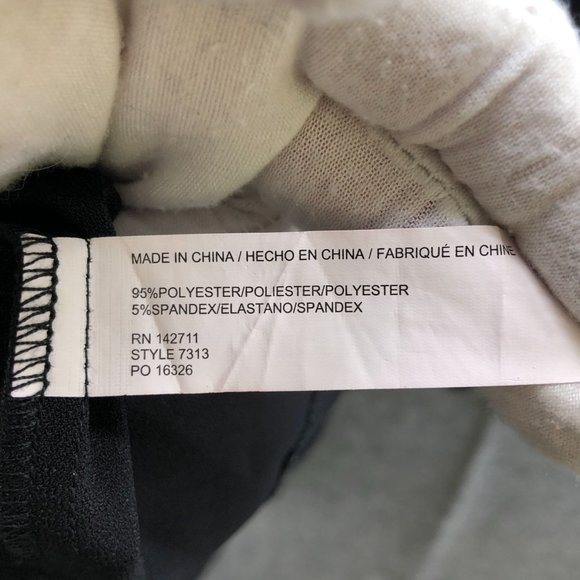 MADE IN CHINA / HECHO EN CHINA / FABRIQUÉ EN CHINE
95%POLYESTER/POLIESTER/POLYESTER
5%SPANDEX/ELASTANO/SPANDEX
RN 142711
STYLE 7313
PO 16326